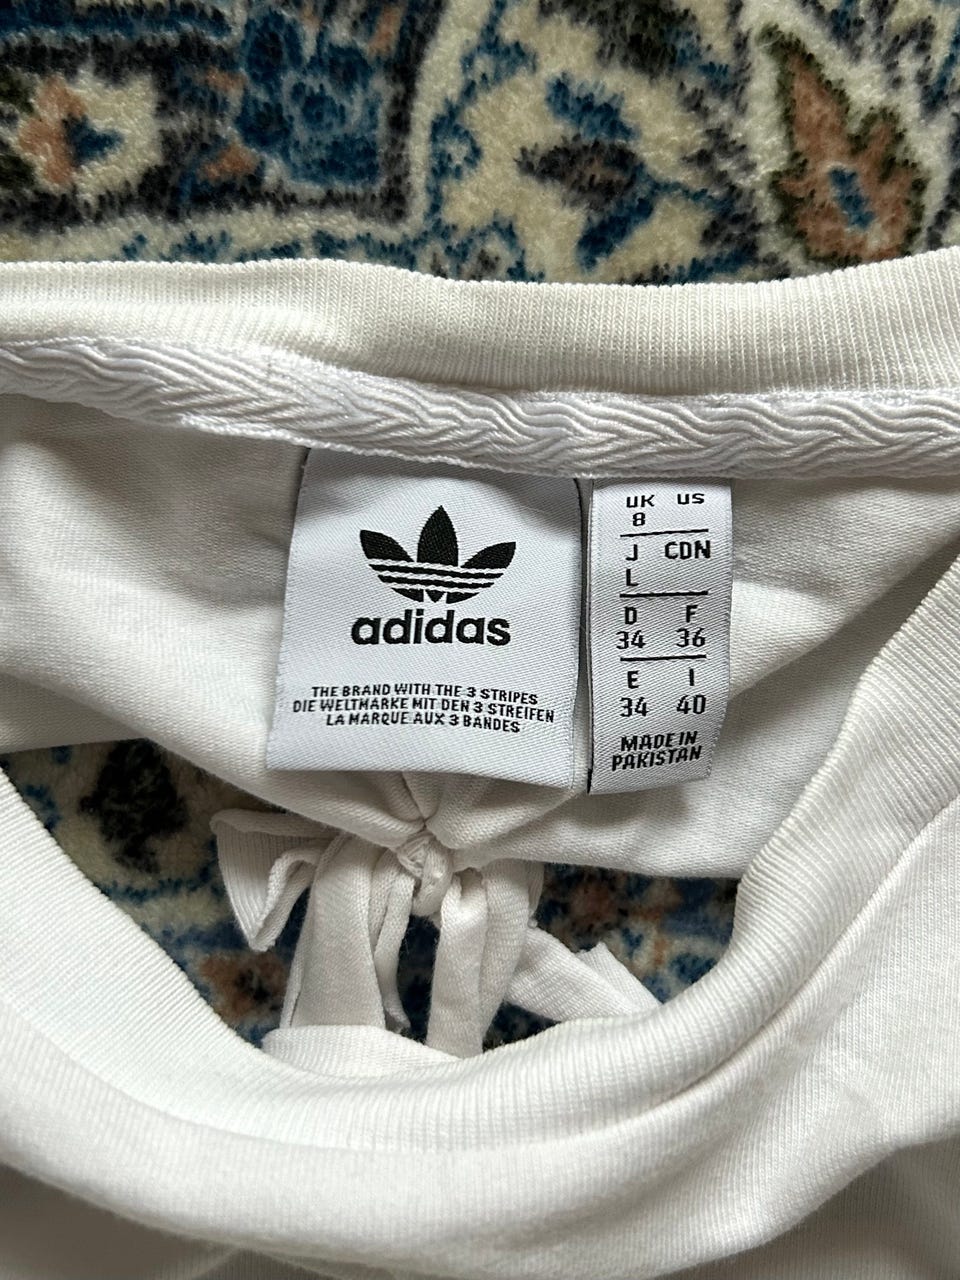 adidas
THE BRAND WITH THE 3 STRIPES
DIE WELTMARKE MIT DEN 3 STREIFEN
LA MARQUE AUX 3 BANDES
UK US
8
J CDN
L
D F
34 36
E I
34 40
MADE IN
PAKISTAN